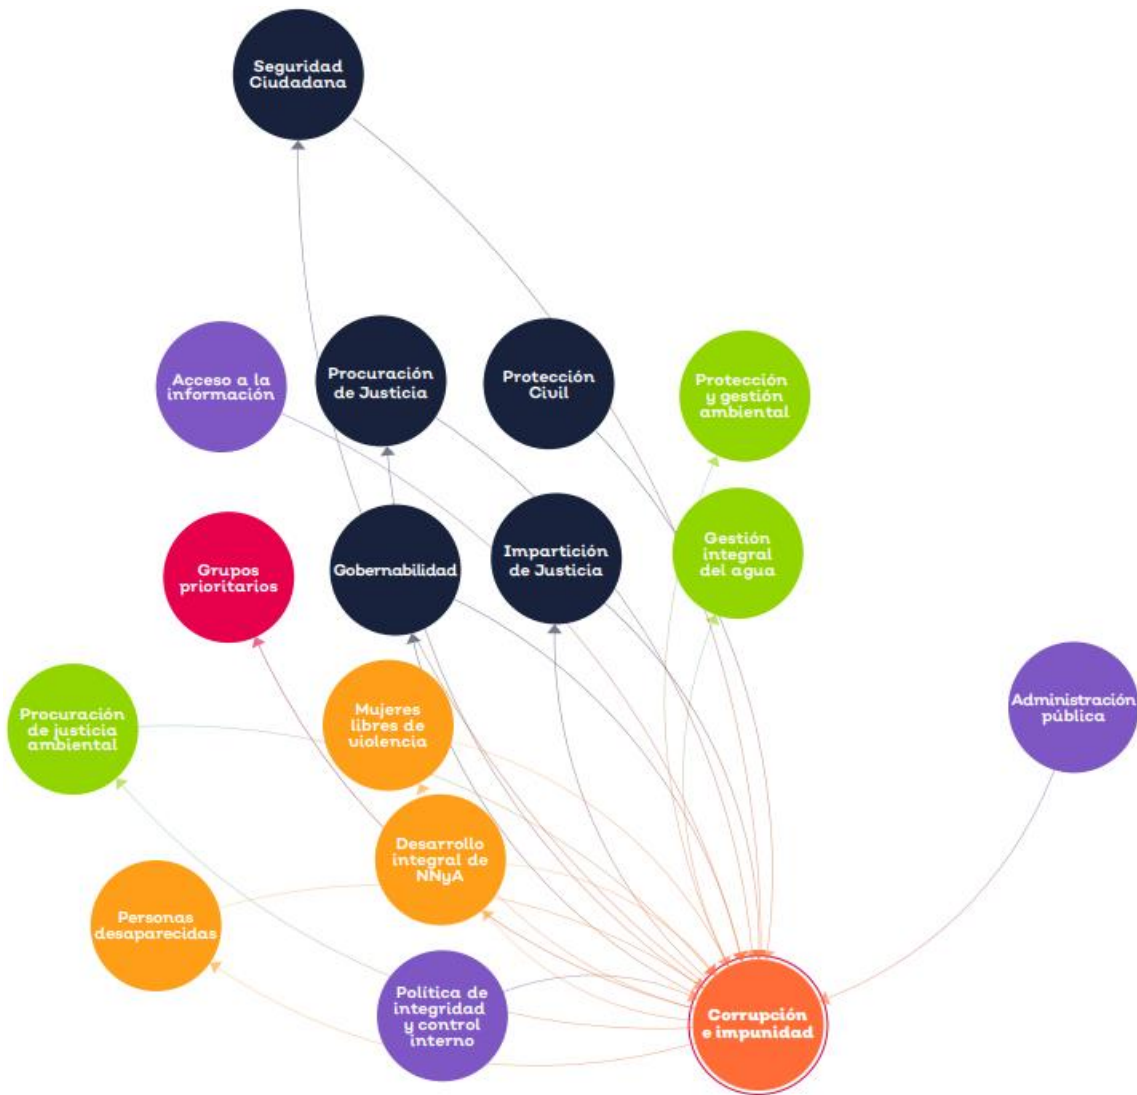 Seguridad
Ciudadana
Acceso a la
información
Procuración
de Justicia
Protección
Civil
Protección
y gestión
ambiental
Grupos
prioritarios
Gobernabilidad
Impartición
de Justicia
Gestión
integral
del agua
Procuración
de justicia
ambiental
Mujeres
libres de
violencia
Administración
pública
Desarrollo
integral de
NNyA
Personas
desaparecidas
Política de
integridad
y control
interno
Corrupción
e impunidad